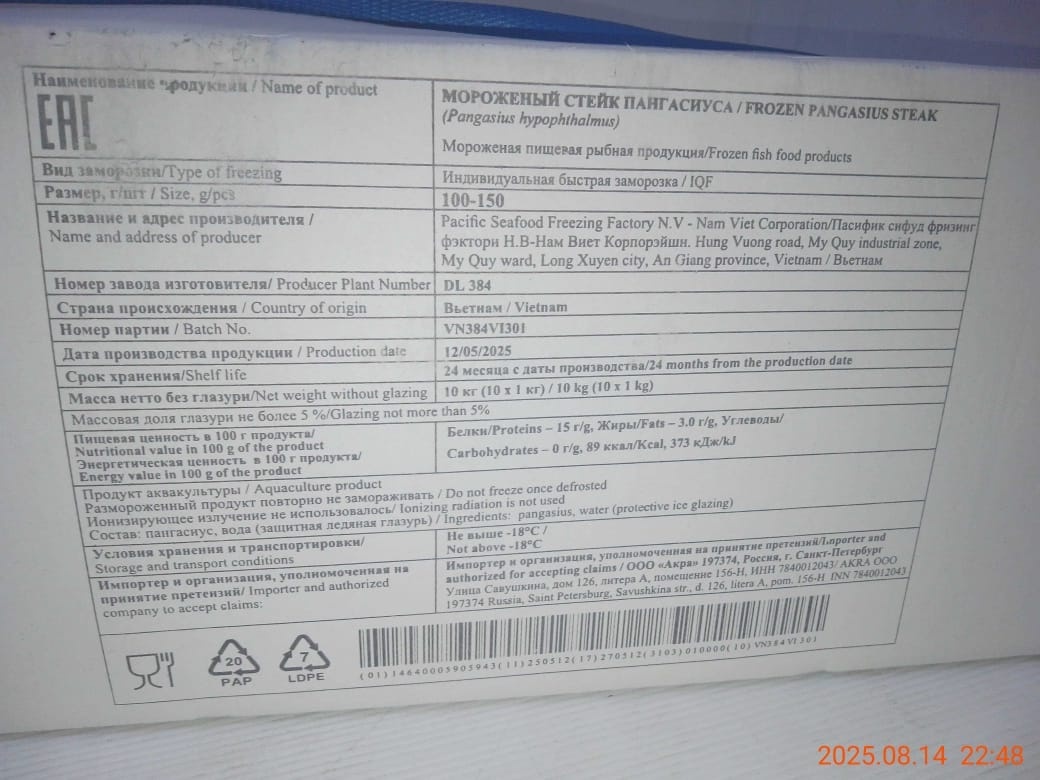 Наименование продукции / Name of product
EAC
МОРОЖЕНЫЙ СТЕЙК ПАНГАСИУСА / FROZEN PANGASIUS STEAK
(Pangasius hypophthalmus)
Мороженая пищевая рыбная продукция/Frozen fish food products
Вид заморозки/Type of freezing
Индивидуальная быстрая заморозка / IQF
Размер, г/шт / Size, g/pcs
100-150
Название и адрес производителя /
Name and address of producer
Pacific Seafood Freezing Factory N.V - Nam Viet Corporation/Пасифик сифуд фризинг
фэктори Н.В-Нам Виет Корпорэйшн. Hung Vuong road, My Quy industrial zone,
My Quy ward, Long Xuyen city, An Giang province, Vietnam / Вьетнам
Номер завода изготовителя/ Producer Plant Number
DL 384
Страна происхождения / Country of origin
Вьетнам / Vietnam
Номер партии / Batch No.
VN384VI301
Дата производства продукции / Production date
12/05/2025
Срок хранения/Shelf life
24 месяца с даты производства/24 months from the production date
Масса нетто без глазури/Net weight without glazing
10 кг (10 х 1 кг) / 10 kg (10 x 1 kg)
Массовая доля глазури не более 5 %/Glazing not more than 5%
Пищевая ценность в 100 г продукта/
Nutritional value in 100 g of the product
Энергетическая ценность в 100 г продукта/
Energy value in 100 g of the product
Белки/Proteins – 15 г/g, Жиры/Fats – 3.0 г/g, Углеводы/
Carbohydrates – 0 г/g, 89 ккал/Kcal, 373 кДж/kJ
Продукт аквакультуры / Aquaculture product
Размороженный продукт повторно не замораживать / Do not freeze once defrosted
Ионизирующее излучение не использовалось/ Ionizing radiation is not used
Состав: пангасиус, вода (защитная ледяная глазурь) / Ingredients: pangasius, water (protective ice glazing)
Условия хранения и транспортировки/
Storage and transport conditions
Не выше -18°C /
Not above -18°C
Импортер и организация, уполномоченная на
принятие претензий/ Importer and authorized
company to accept claims:
Импортер и организация, уполномоченная на принятие претензий/Importer and
authorized for accepting claims / ООО «Акра» 197374, Россия, г. Санкт-Петербург
Улица Савушкина, дом 126, литера А, помещение 156-Н, ИНН 7840012043/ AKRA OOO
197374 Russia, Saint Petersburg, Savushkina str., d. 126, litera A, pom. 156-H INN 7840012043
20
PAP
7
LDPE
(01)14640005905943(11)250512(17)270512(3103)010000(10)VN384VI301
2025.08.14 22:48